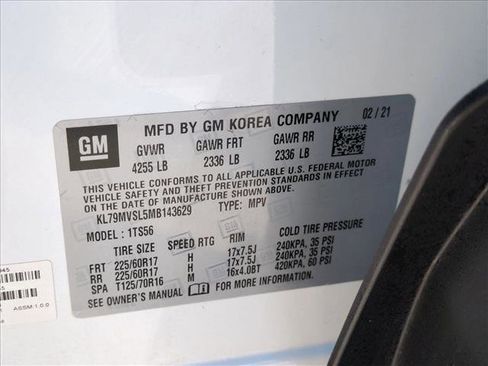 GM
MFD BY GM KOREA COMPANY 02 / 21
GVWR GAWR FRT GAWR RR
4255 LB 2336 LB 2336 LB
THIS VEHICLE CONFORMS TO ALL APPLICABLE U.S. FEDERAL MOTOR
VEHICLE SAFETY AND THEFT PREVENTION STANDARDS IN EFFECT
ON THE DATE OF MANUFACTURE SHOWN ABOVE.
KL79MVSL5MB143629 TYPE: MPV
MODEL : 1TS56
TIRE SIZE SPEED RTG RIM COLD TIRE PRESSURE
FRT 225/60R17 H 17x7.5J 240KPA, 35 PSI
RR 225/60R17 H 17x7.5J 240KPA, 35 PSI
SPA T125/70R16 M 16x4.0BT 420KPA, 60 PSI
SEE OWNER'S MANUAL FOR MORE INFORMATION.
ASSM:1.0.0